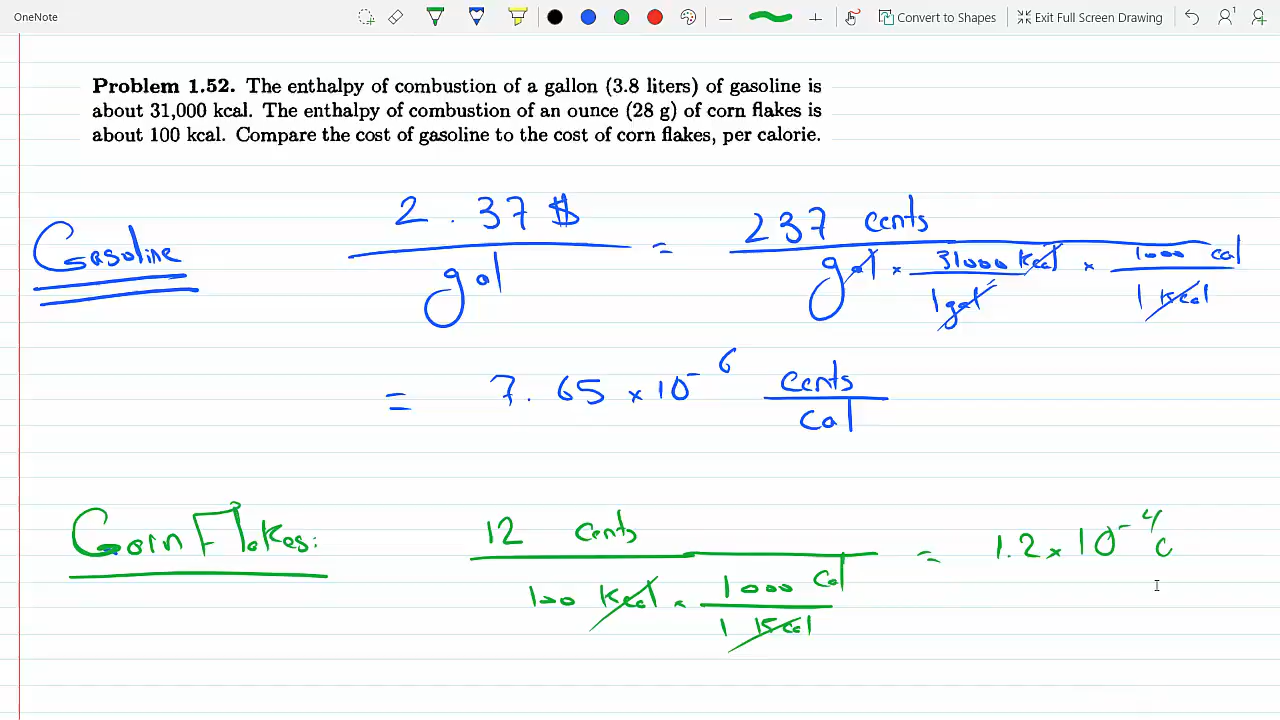 OneNote
Convert to Shapes
Exit Full Screen Drawing
Problem 1.52. The enthalpy of combustion of a gallon (3.8 liters) of gasoline is
about 31,000 kcal. The enthalpy of combustion of an ounce (28 g) of corn flakes is
about 100 kcal. Compare the cost of gasoline to the cost of corn flakes, per calorie.
Gasoline
2.37 $ / gal = 237 cents / gal × 31000 kcal / 1 gal × 1000 cal / 1 kcal
= 7.65 × 10^-6 cents / cal
Corn Flakes:
12 cents / 100 kcal × 1000 cal / 1 kcal = 1.2 × 10^-4 c